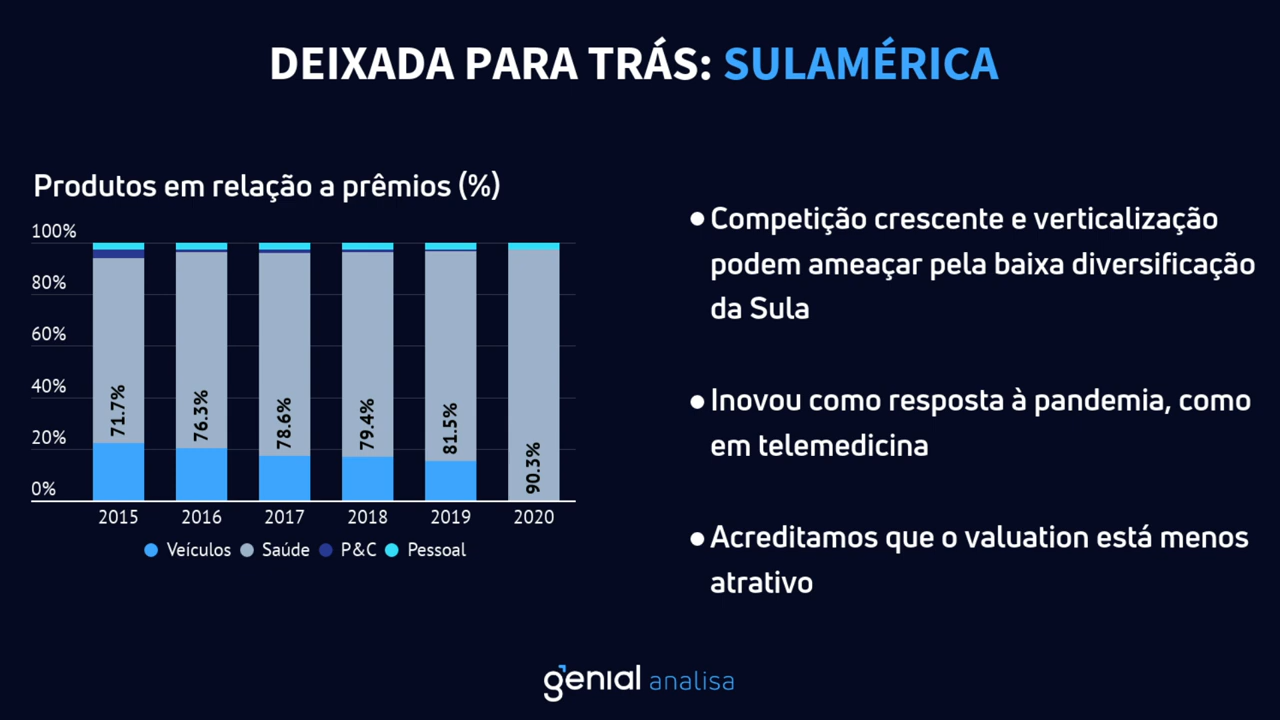 DEIXADA PARA TRÁS: SULAMÉRICA
Produtos em relação a prêmios (%)
100%
80%
60%
40%
20%
0%
71.7%
76.3%
78.6%
79.4%
81.5%
90.3%
2015 2016 2017 2018 2019 2020
Veículos Saúde P&C Pessoal
● Competição crescente e verticalização
podem ameaçar pela baixa diversificação
da Sula
● Inovou como resposta à pandemia, como
em telemedicina
● Acreditamos que o valuation está menos
atrativo
genial analisa